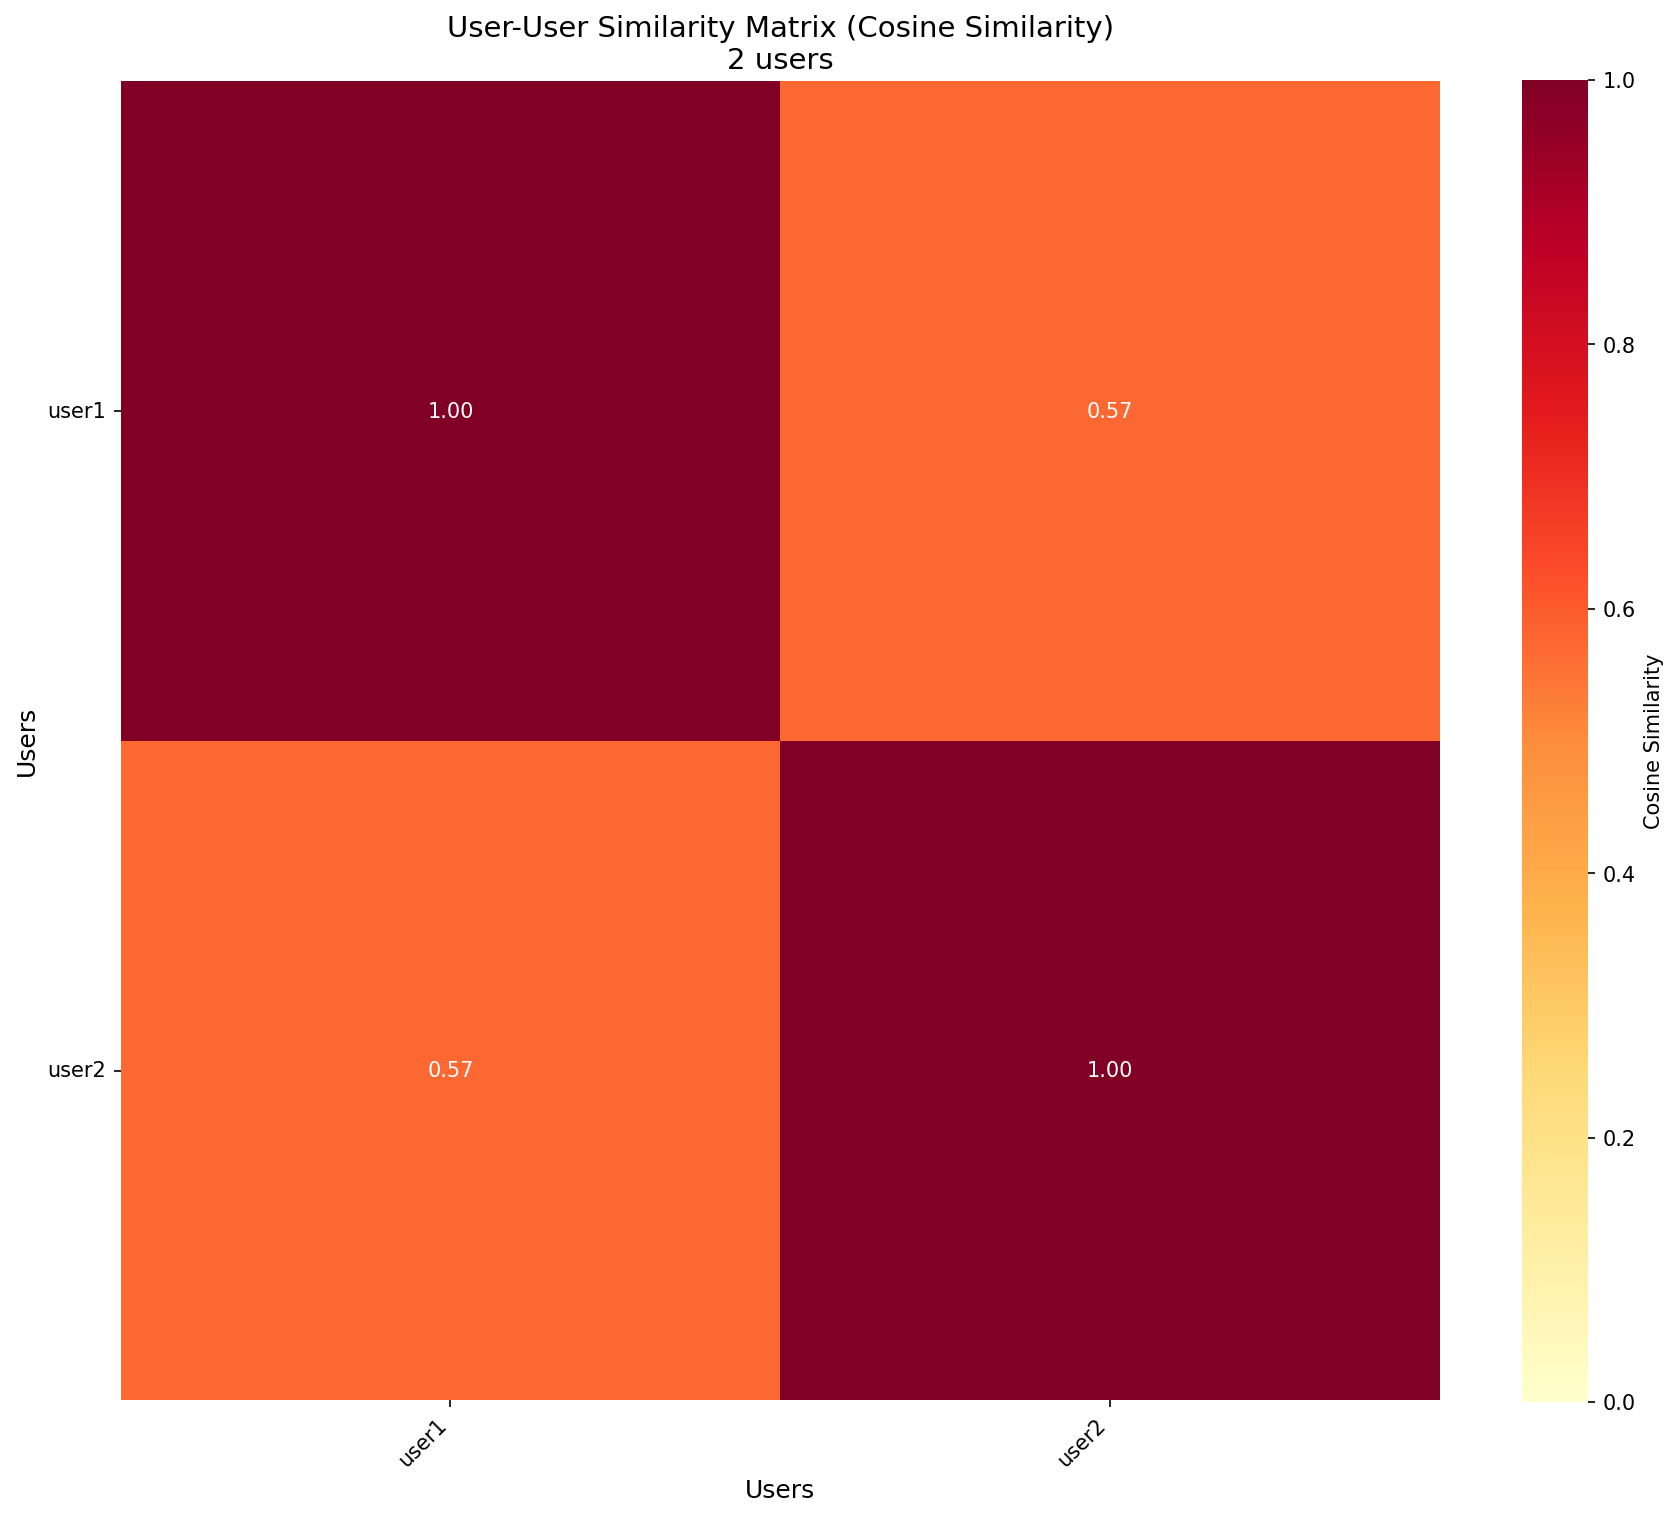 User-User Similarity Matrix (Cosine Similarity)
2 users
1.0
0.8
0.6
0.4
0.2
0.0
Cosine Similarity
Users
user1
1.00
0.57
user2
0.57
1.00
user1
user2
Users